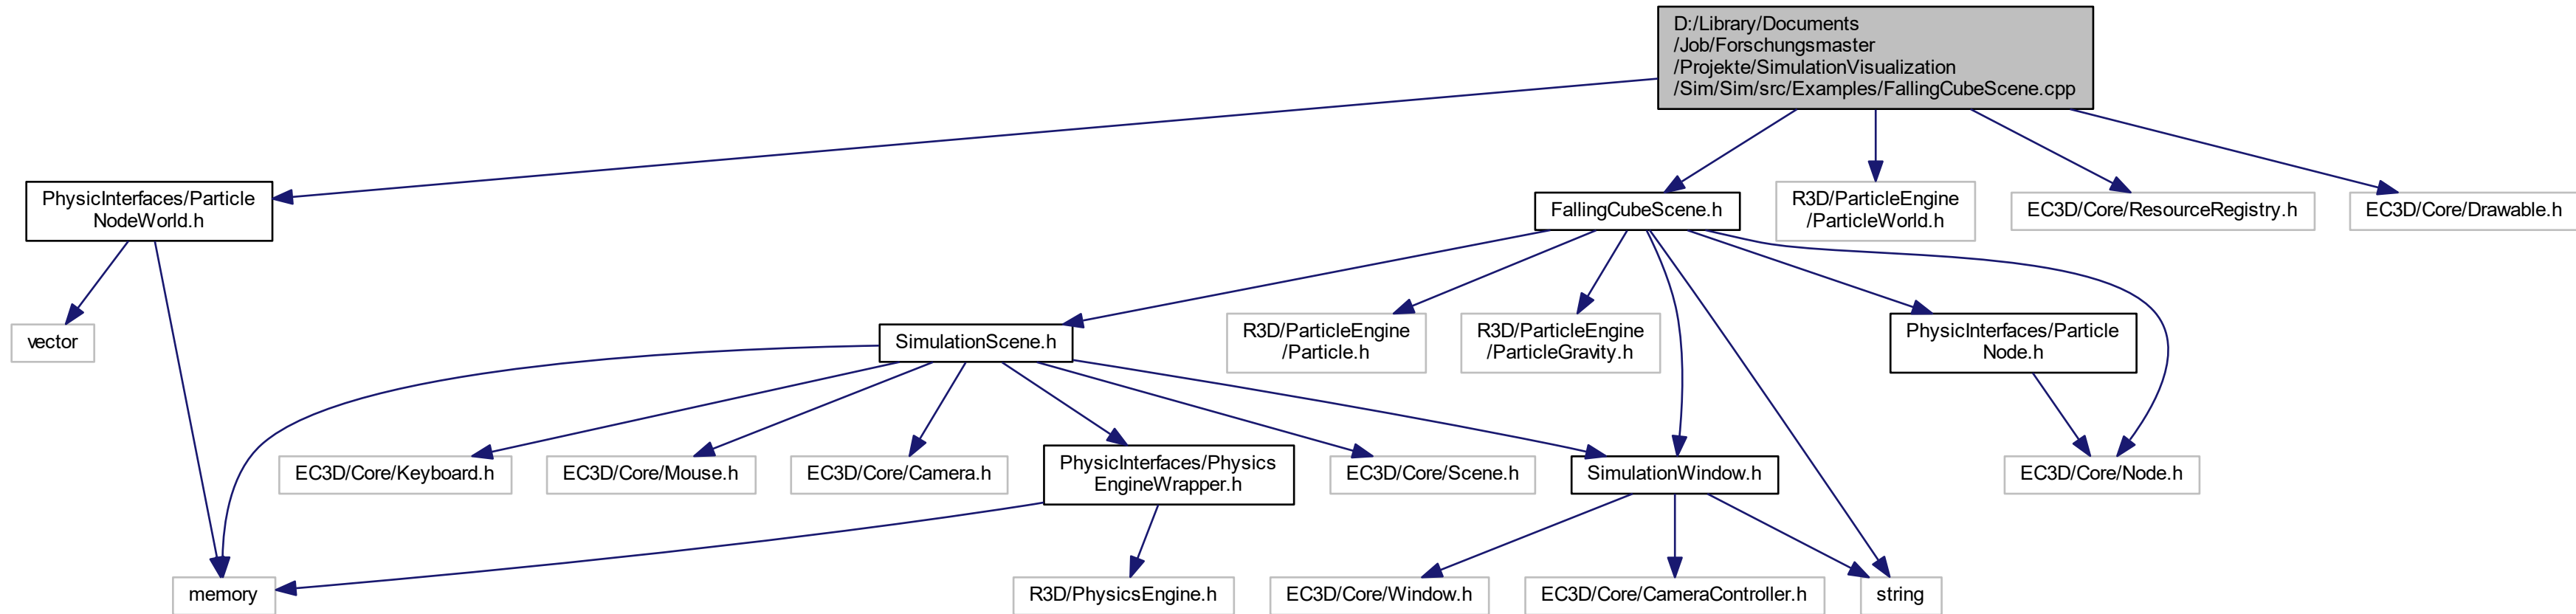 D:/Library/Documents
/Job/Forschungsmaster
/Projekte/SimulationVisualization
/Sim/Sim/src/Examples/FallingCubeScene.cpp
PhysicInterfaces/Particle
NodeWorld.h
FallingCubeScene.h
R3D/ParticleEngine
/ParticleWorld.h
EC3D/Core/ResourceRegistry.h
EC3D/Core/Drawable.h
vector
SimulationScene.h
R3D/ParticleEngine
/Particle.h
R3D/ParticleEngine
/ParticleGravity.h
PhysicInterfaces/Particle
Node.h
EC3D/Core/Keyboard.h
EC3D/Core/Mouse.h
EC3D/Core/Camera.h
PhysicInterfaces/Physics
EngineWrapper.h
EC3D/Core/Scene.h
SimulationWindow.h
EC3D/Core/Node.h
memory
R3D/PhysicsEngine.h
EC3D/Core/Window.h
EC3D/Core/CameraController.h
string